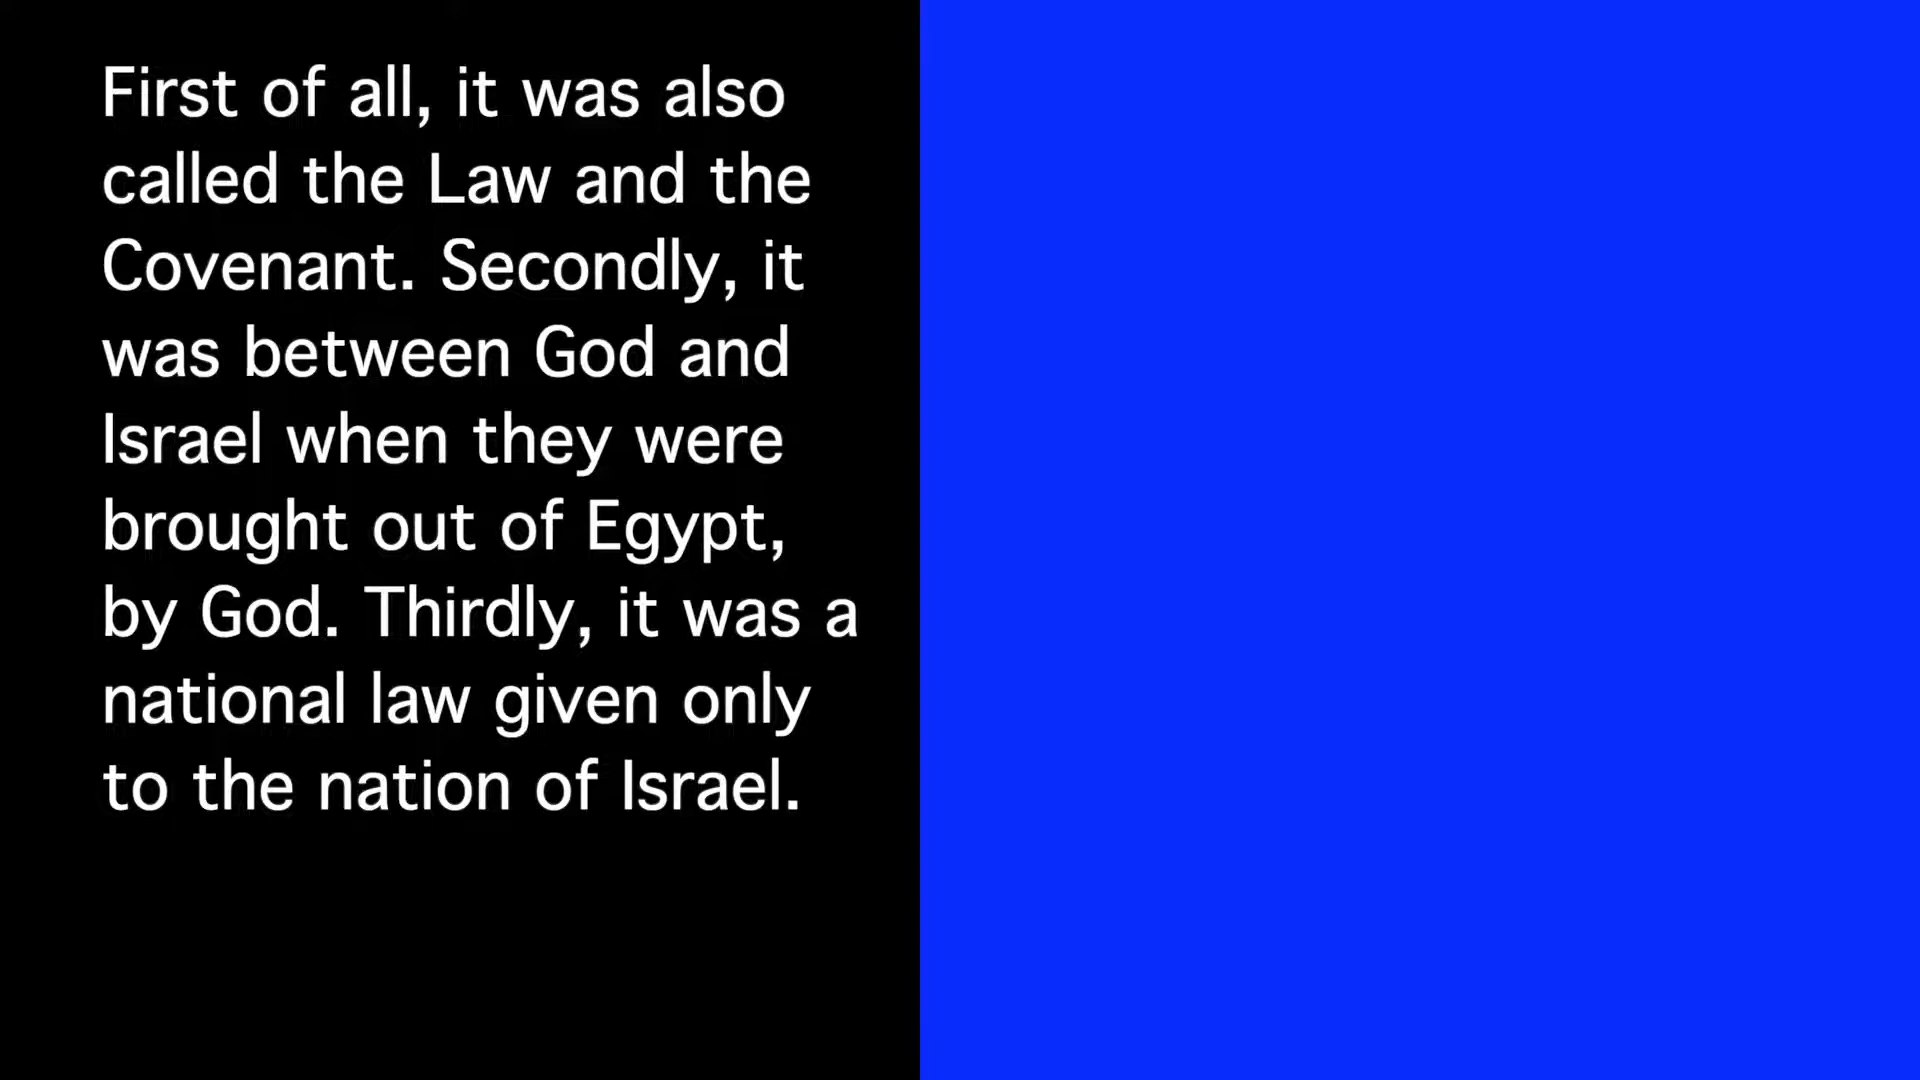 First of all, it was also
called the Law and the
Covenant. Secondly, it
was between God and
Israel when they were
brought out of Egypt,
by God. Thirdly, it was a
national law given only
to the nation of Israel.